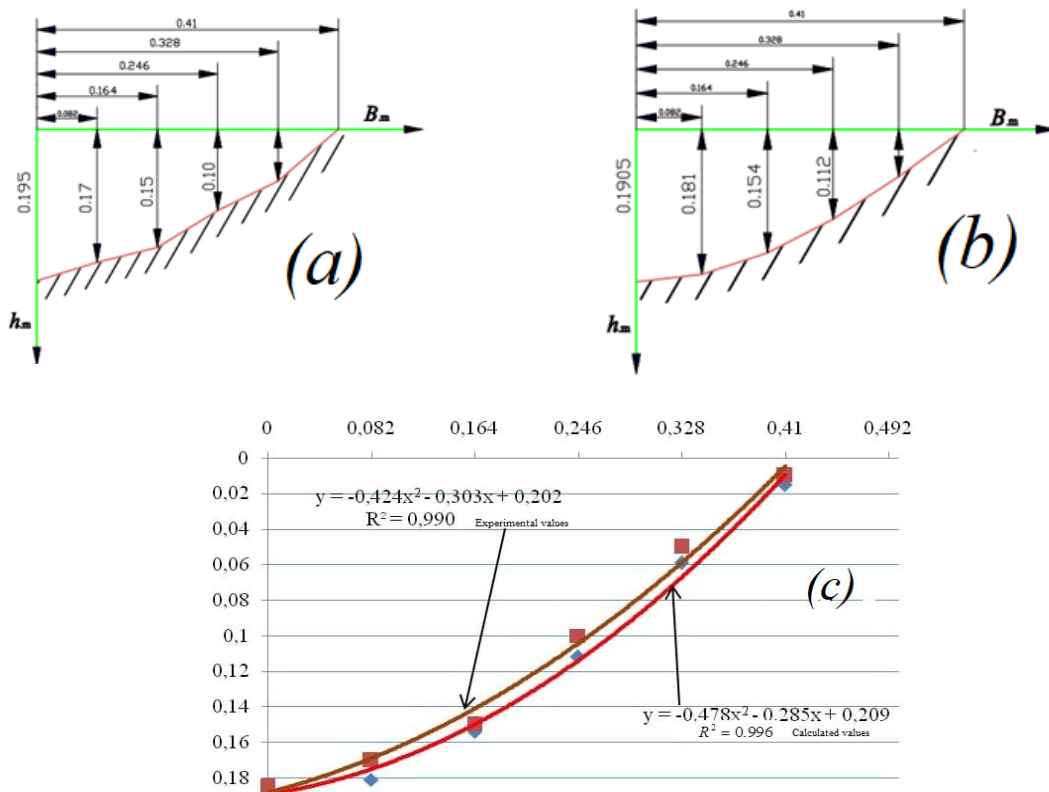 0.41
0.328
0.246
0.164
0.082
B m
0.195
0.17
0.15
0.10
h m
(a)
0.41
0.328
0.246
0.164
0.082
B m
0.1905
0.181
0.154
0.112
h m
(b)
0 0,082 0,164 0,246 0,328 0,41 0,492
0
0,02
0,04
0,06
0,08
0,1
0,12
0,14
0,16
0,18
y = -0,424x² - 0,303x + 0,202
R² = 0,990 Experimental values
(c)
y = -0.478x² - 0.285x + 0,209
R² = 0.996 Calculated values